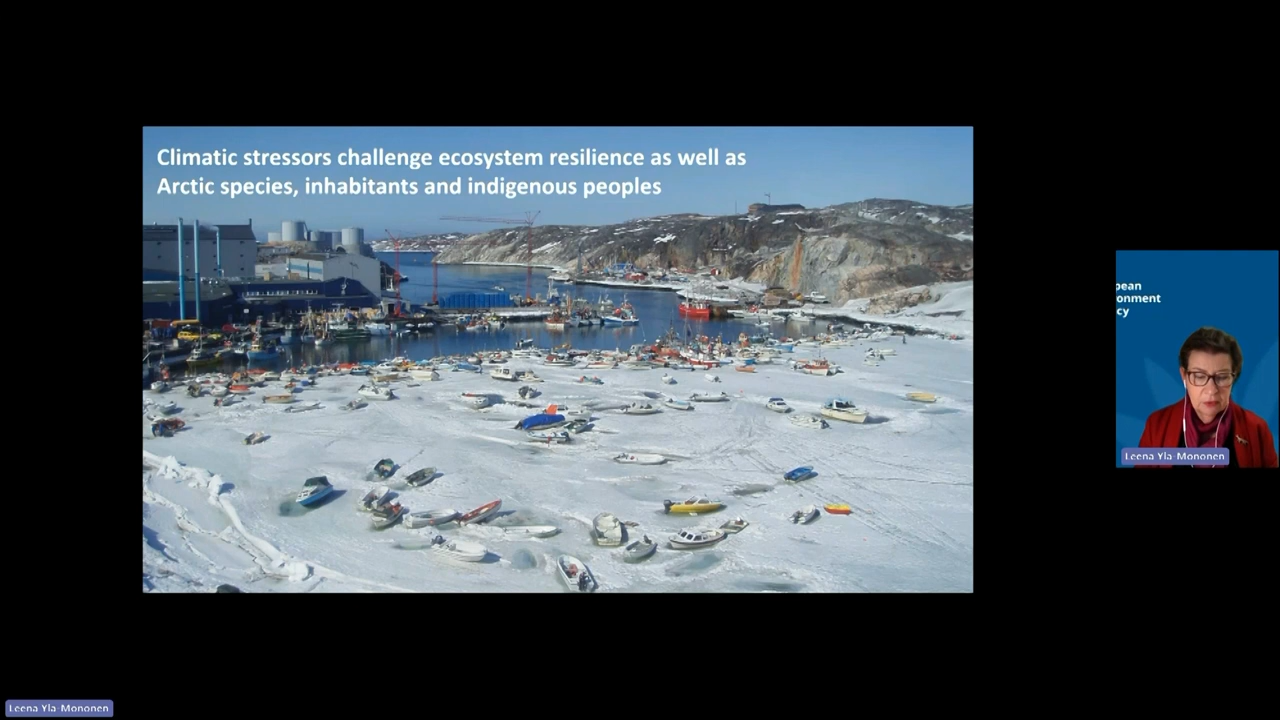 Climatic stressors challenge ecosystem resilience as well as
Arctic species, inhabitants and indigenous peoples
pean
onment
cy
Leena Yla-Mononen
Leena Yla-Mononen